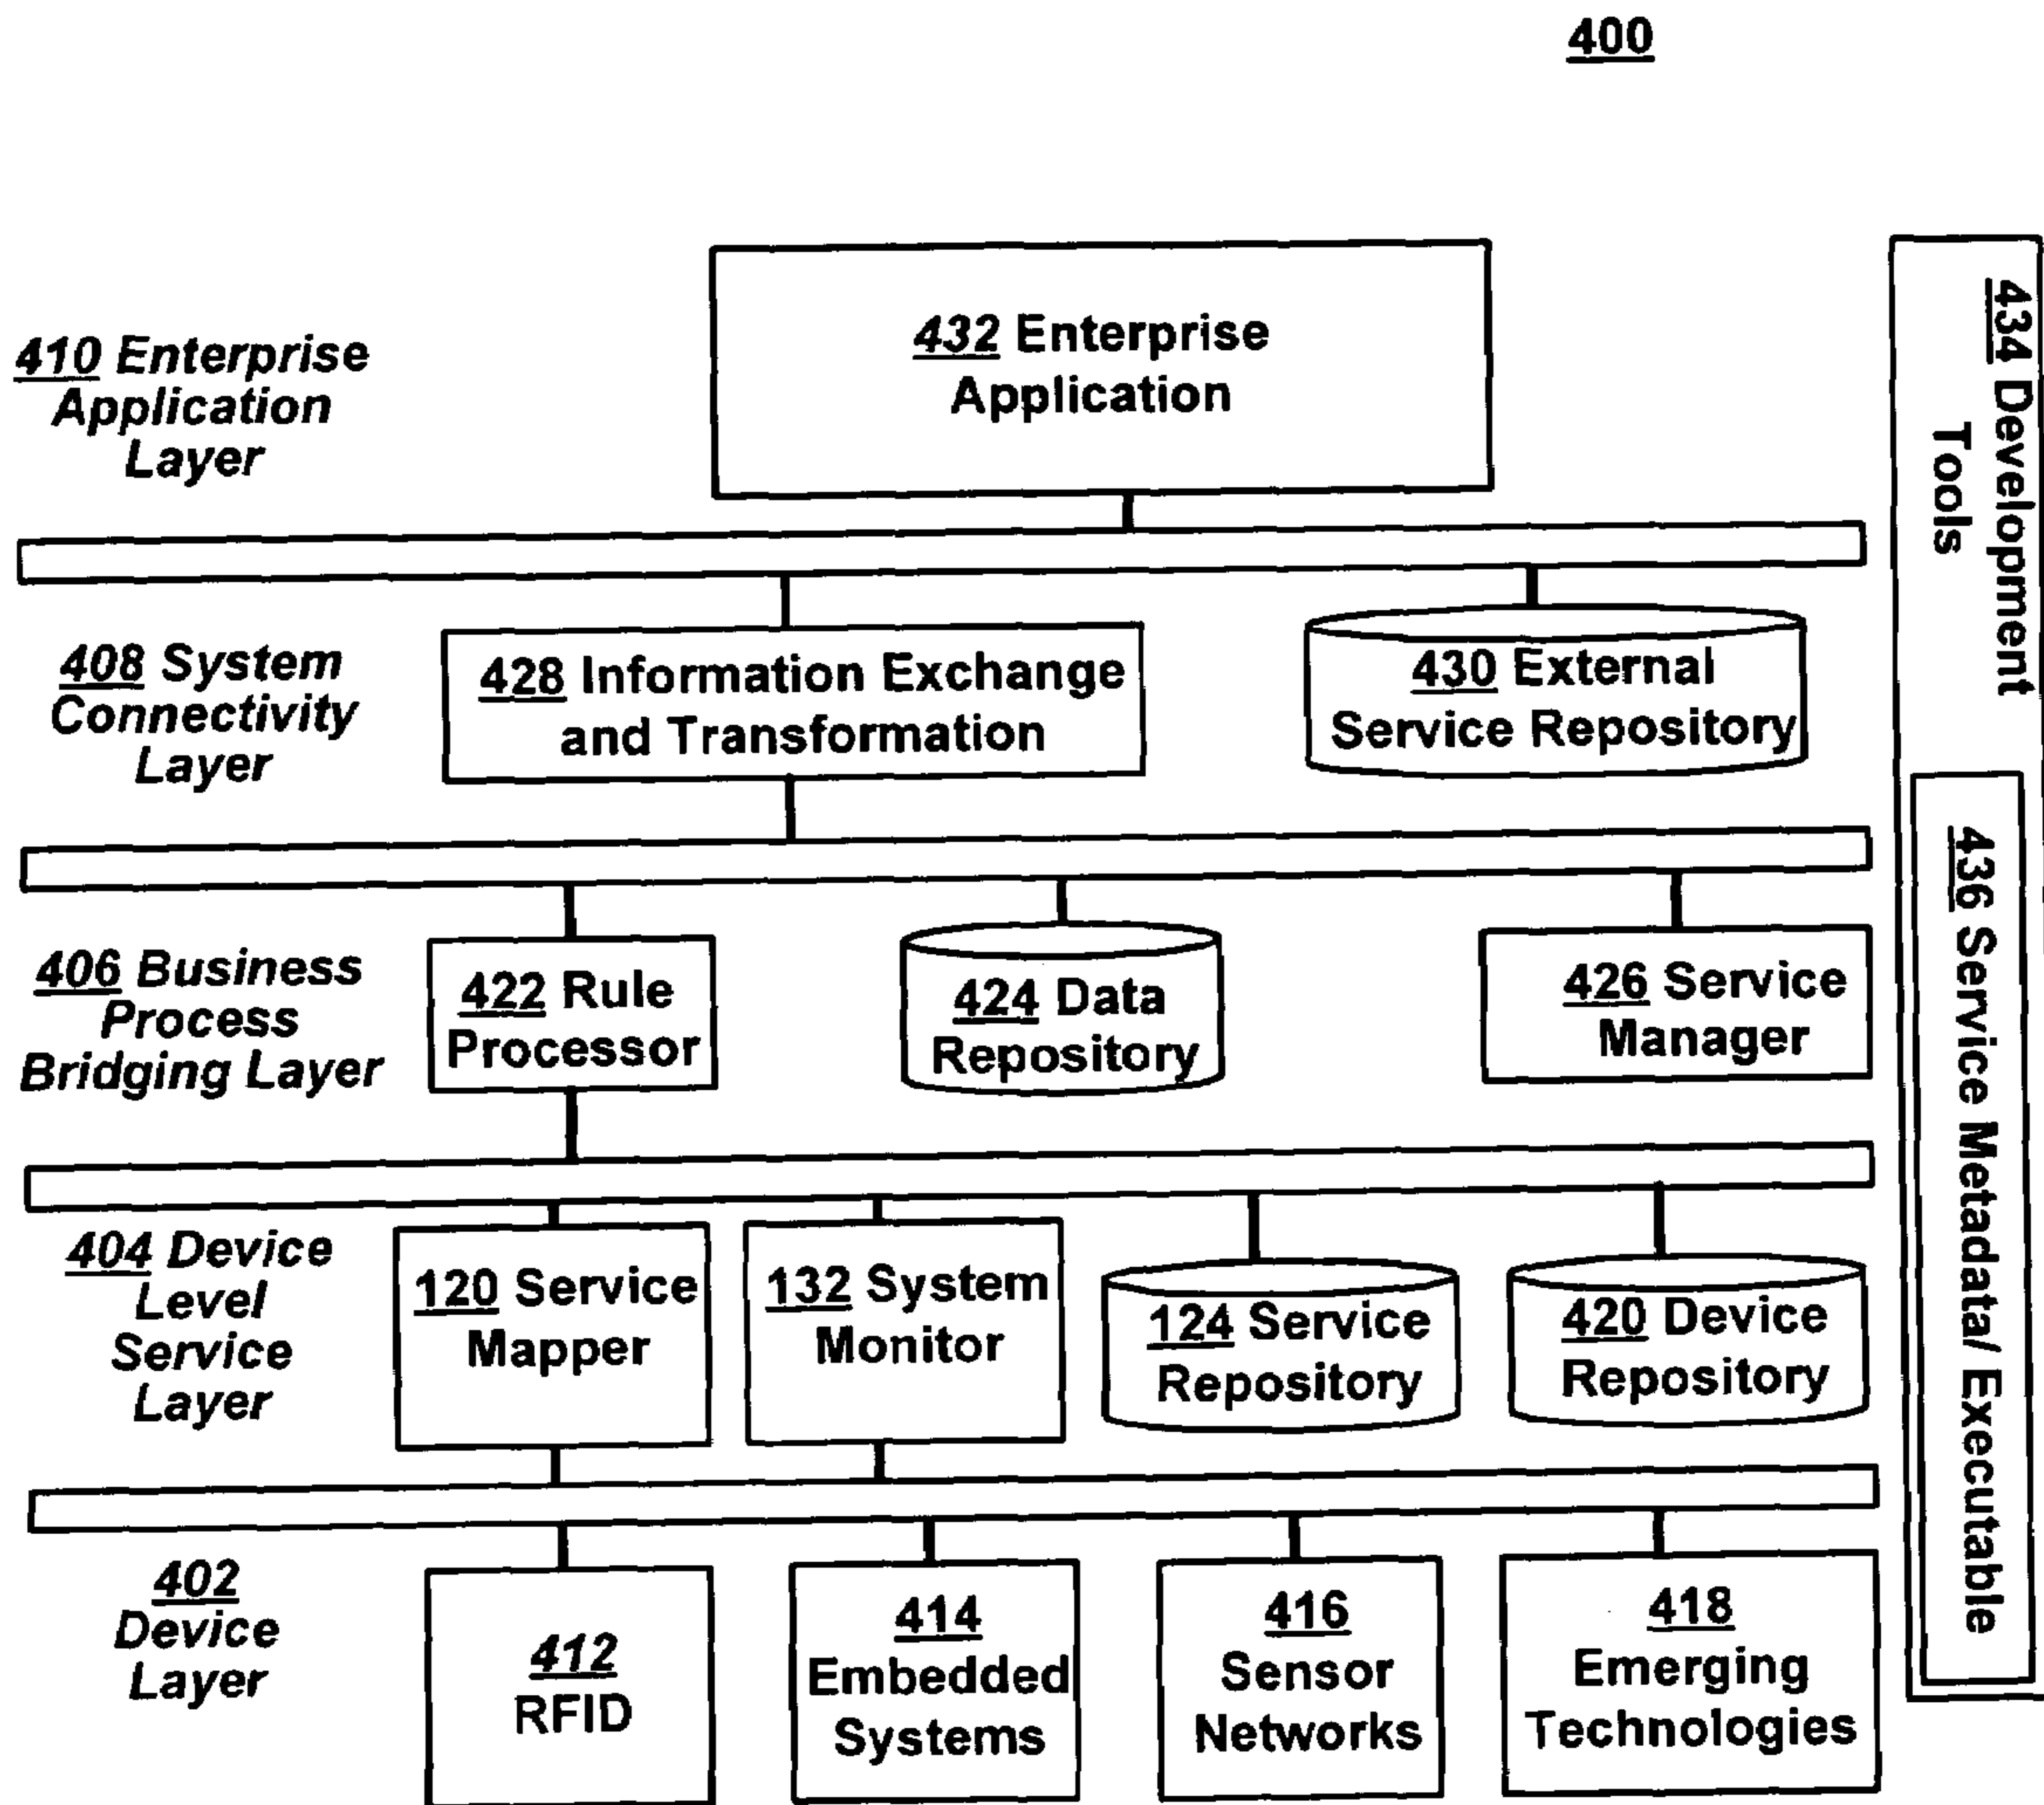 400
410 Enterprise
Application
Layer
432 Enterprise
Application
408 System
Connectivity
Layer
428 Information Exchange
and Transformation
430 External
Service Repository
406 Business
Process
Bridging Layer
422 Rule
Processor
424 Data
Repository
426 Service
Manager
404 Device
Level
Service
Layer
120 Service
Mapper
132 System
Monitor
124 Service
Repository
420 Device
Repository
402
Device
Layer
412
RFID
414
Embedded
Systems
416
Sensor
Networks
418
Emerging
Technologies
434 Development
Tools
436 Service Metadata/ Executable